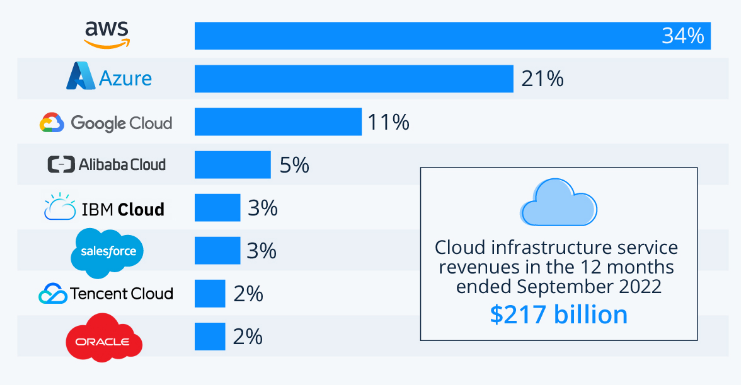 aws
34%
Azure
21%
Google Cloud
11%
Alibaba Cloud
5%
IBM Cloud
3%
salesforce
3%
Tencent Cloud
2%
ORACLE
2%
Cloud infrastructure service
revenues in the 12 months
ended September 2022
$217 billion